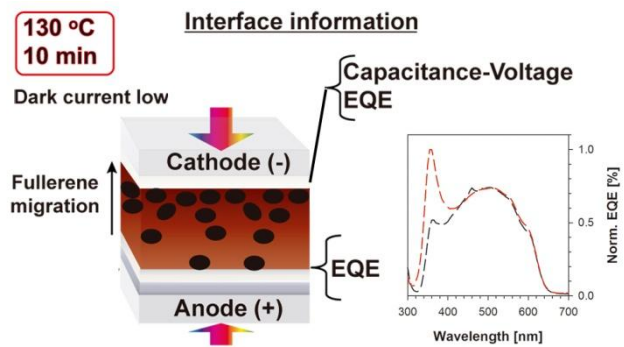 130 ºC
10 min
Interface information
Dark current low
Capacitance-Voltage
EQE
Cathode (-)
Fullerene
migration
EQE
Anode (+)
1.0
0.5
0.0
Norm. EQE [%]
300 400 500 600 700
Wavelength [nm]